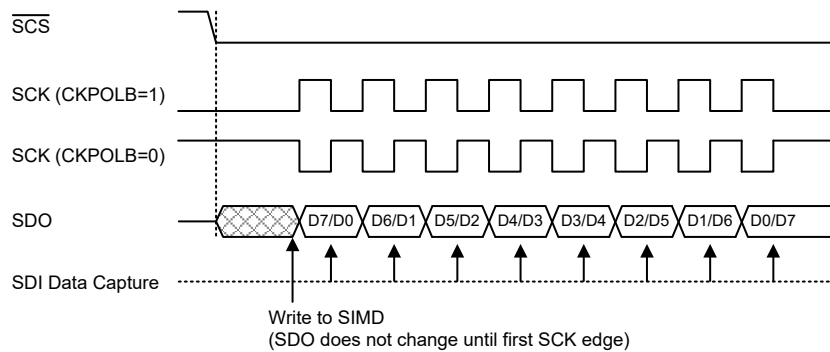 SCS
SCK (CKPOLB=1)
SCK (CKPOLB=0)
SDO
D7/D0 D6/D1 D5/D2 D4/D3 D3/D4 D2/D5 D1/D6 D0/D7
SDI Data Capture
Write to SIMD
(SDO does not change until first SCK edge)